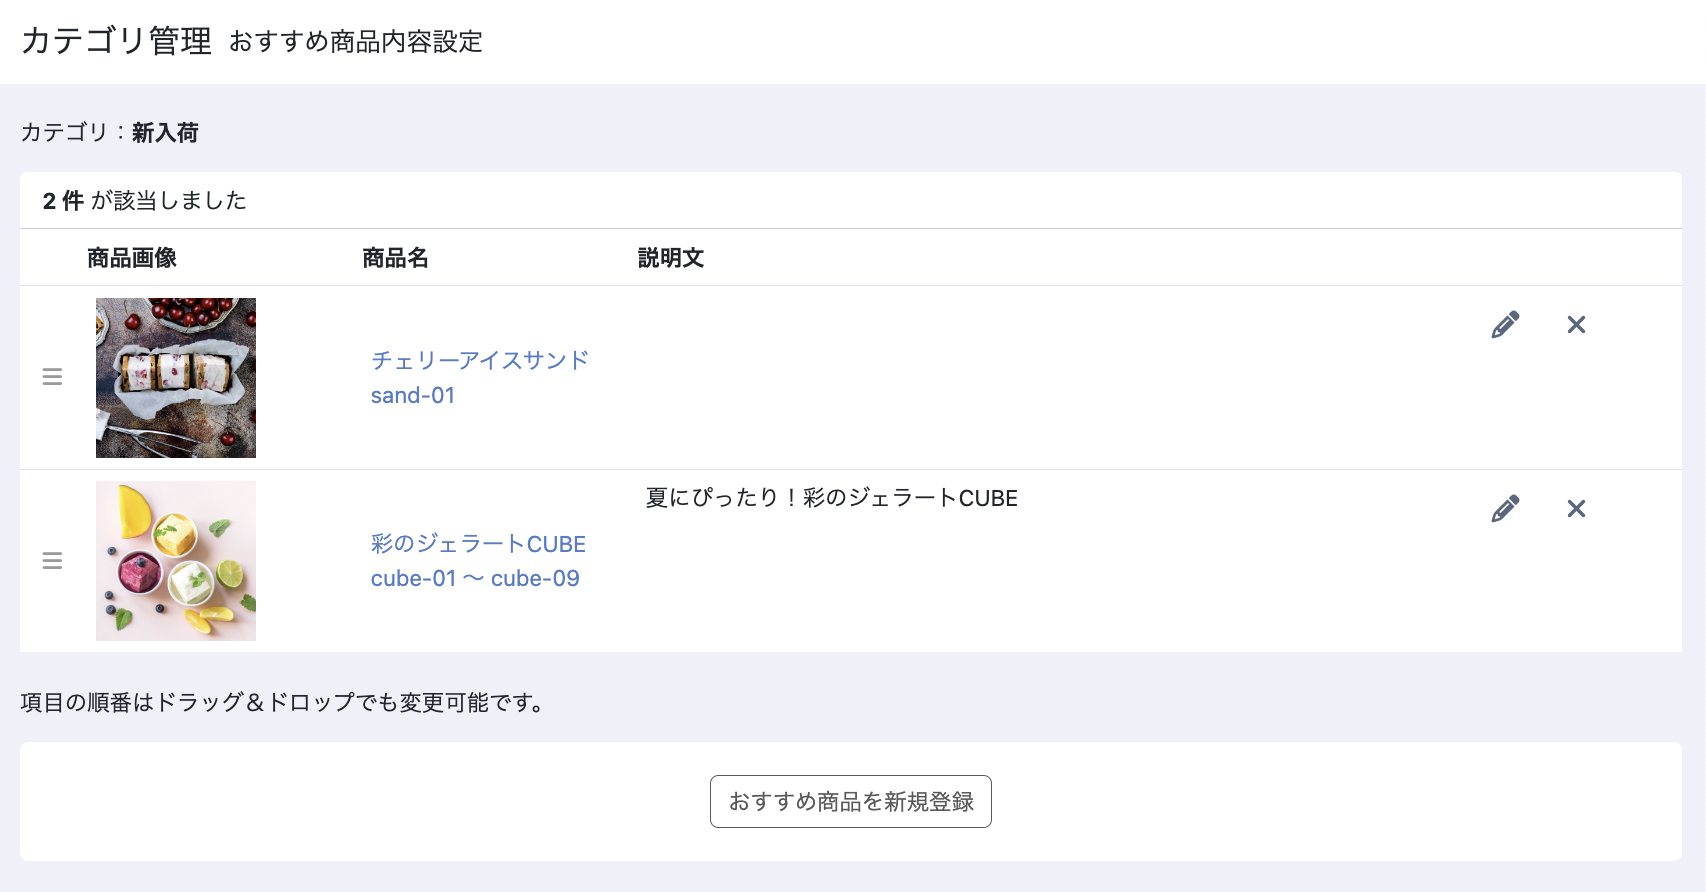 カテゴリ管理 おすすめ商品内容設定
カテゴリ：新入荷
2 件 が該当しました
商品画像 商品名 説明文
チェリーアイスサンド
sand-01
夏にぴったり！彩のジェラートCUBE
彩のジェラートCUBE
cube-01 〜 cube-09
項目の順番はドラッグ＆ドロップでも変更可能です。
おすすめ商品を新規登録